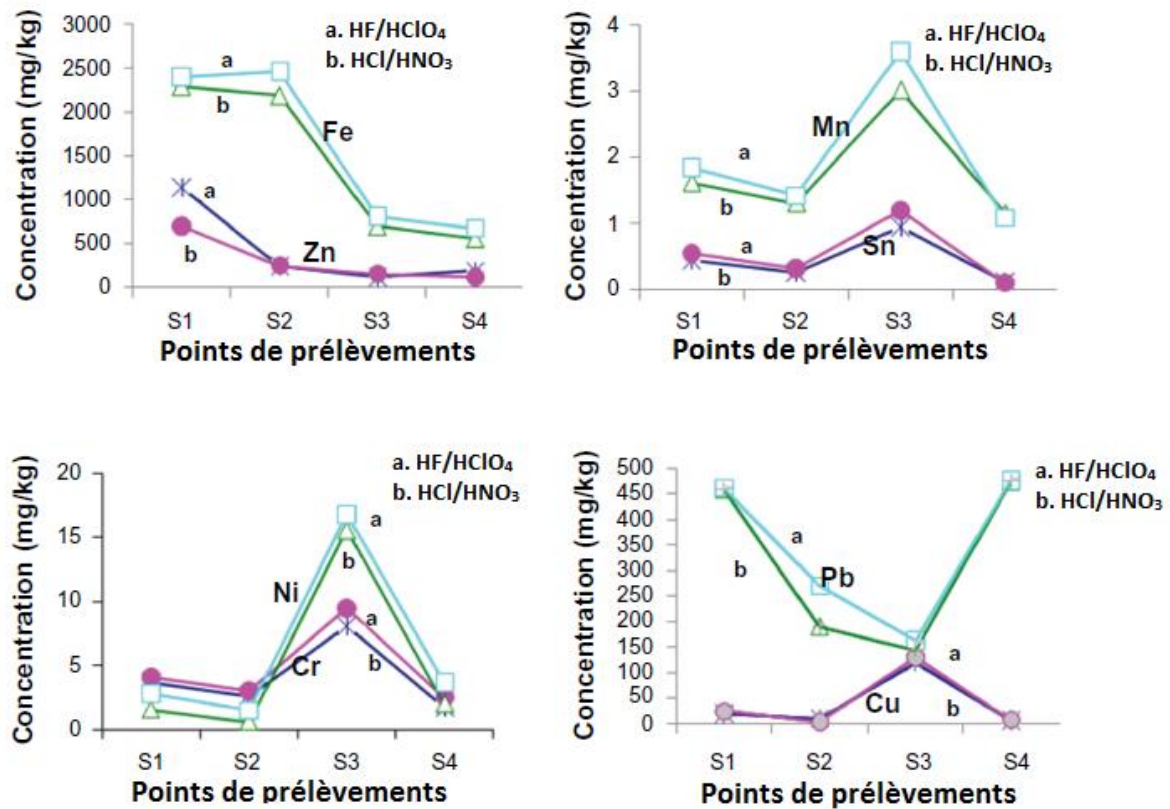 Concentration (mg/kg)
3000
2500
2000
1500
1000
500
0
a. HF/HClO₄
b. HCl/HNO₃
a
b
Fe
a
Zn
b
S1 S2 S3 S4
Points de prélèvements
Concentration (mg/kg)
4
3
2
1
0
a. HF/HClO₄
b. HCl/HNO₃
Mn
a
b
a
Sn
b
S1 S2 S3 S4
Points de prélèvements
Concentration (mg/kg)
20
15
10
5
0
a. HF/HClO₄
b. HCl/HNO₃
a
b
Ni
a
Cr
b
S1 S2 S3 S4
Points de prélèvements
Concentration (mg/kg)
500
450
400
350
300
250
200
150
100
50
0
a. HF/HClO₄
b. HCl/HNO₃
a
b
Pb
a
Cu
b
S1 S2 S3 S4
Points de prélèvements